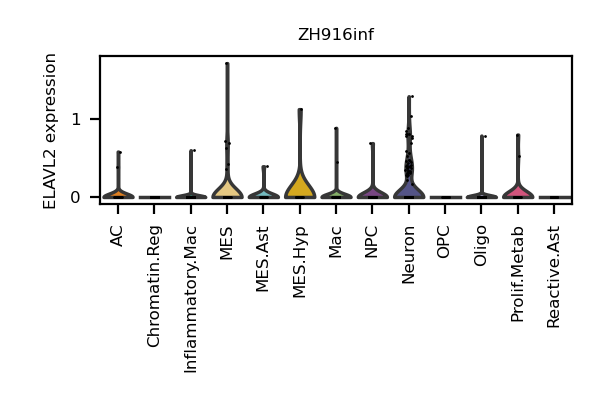 ZH916inf
ELAVL2 expression
1
0
AC
Chromatin.Reg
Inflammatory.Mac
MES
MES.Ast
MES.Hyp
Mac
NPC
Neuron
OPC
Oligo
Prolif.Metab
Reactive.Ast